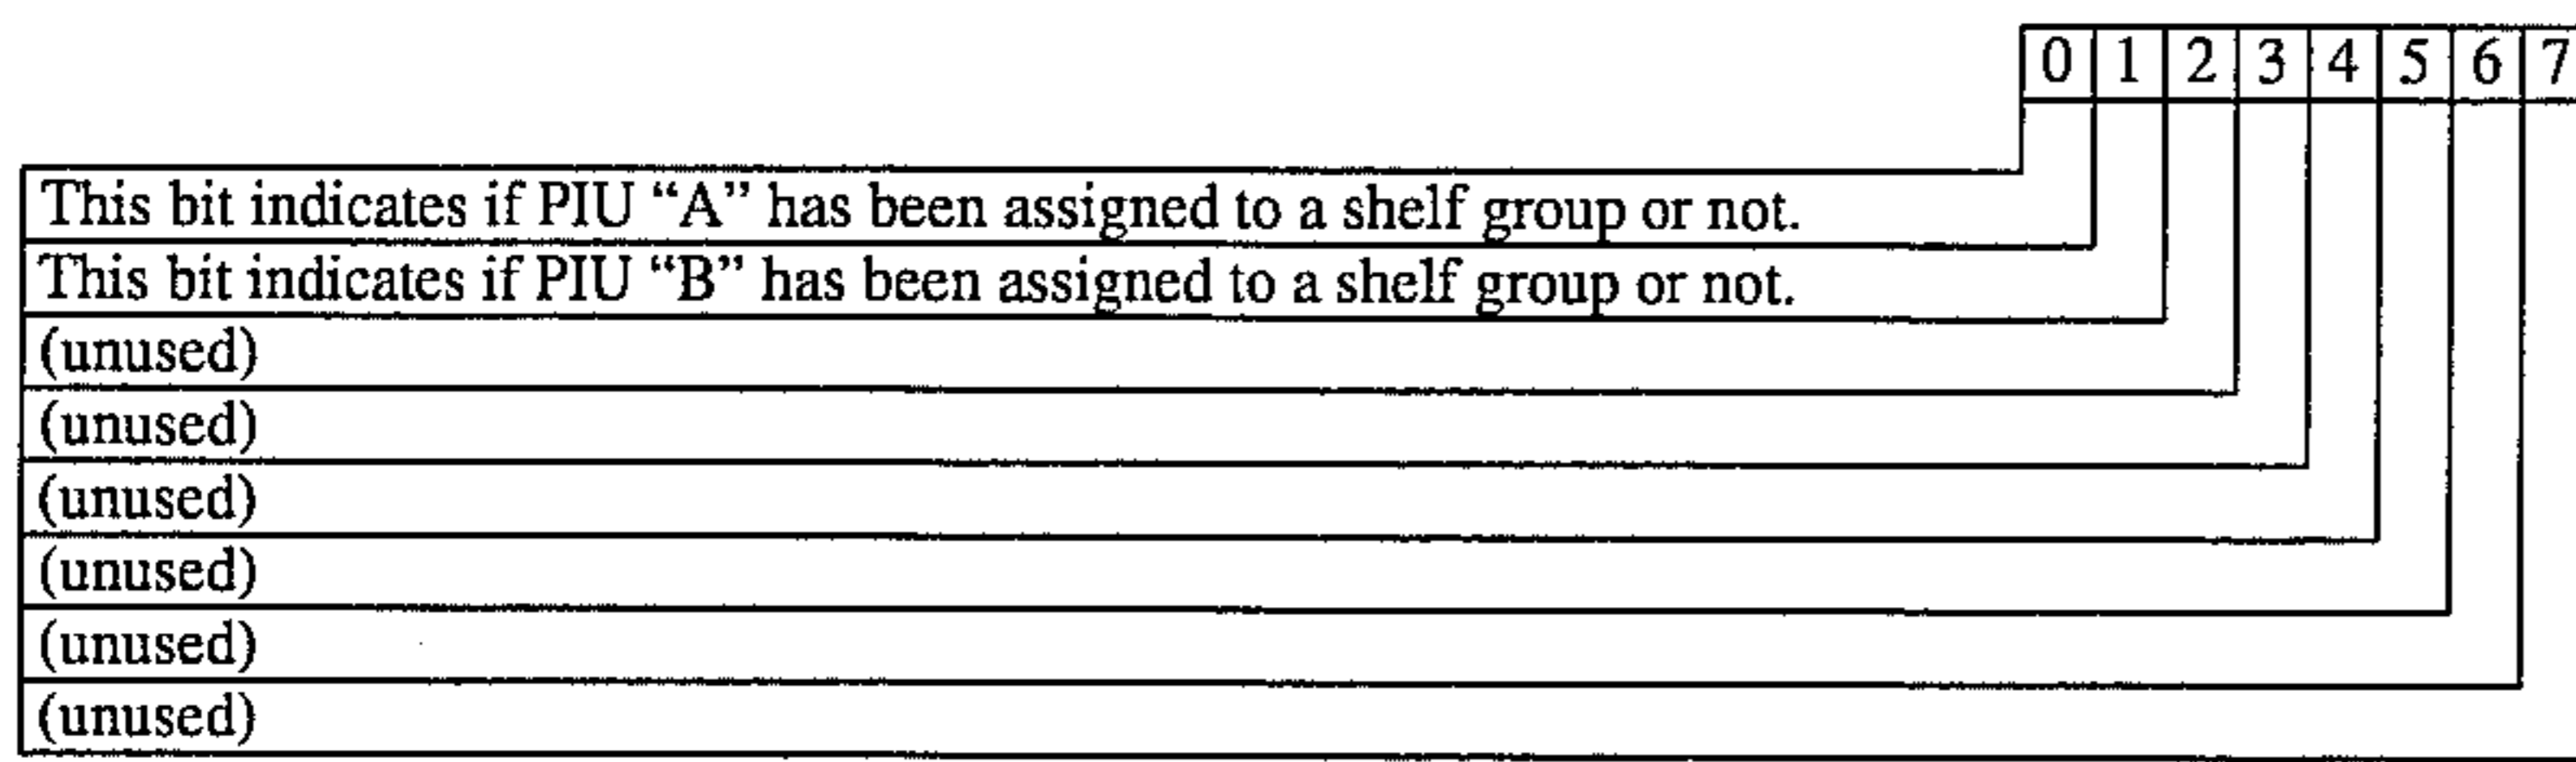 0 1 2 3 4 5 6 7
This bit indicates if PIU “A” has been assigned to a shelf group or not.
This bit indicates if PIU “B” has been assigned to a shelf group or not.
(unused)
(unused)
(unused)
(unused)
(unused)
(unused)